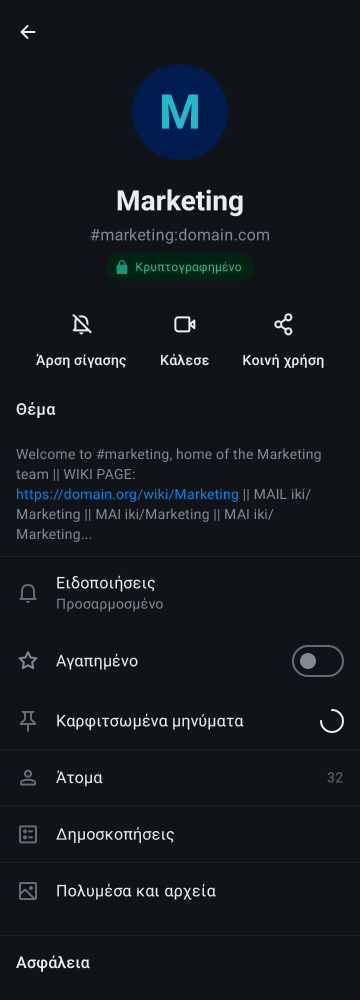 M
Marketing
#marketing:domain.com
Κρυπτογραφημένο
Άρση σίγασης
Κάλεσε
Κοινή χρήση
Θέμα
Welcome to #marketing, home of the Marketing
team || WIKI PAGE:
https://domain.org/wiki/Marketing || MAIL iki/
Marketing || MAI iki/Marketing || MAI iki/
Marketing...
Ειδοποιήσεις
Προσαρμοσμένο
Αγαπημένο
Καρφιτσωμένα μηνύματα
Άτομα
32
Δημοσκοπήσεις
Πολυμέσα και αρχεία
Ασφάλεια